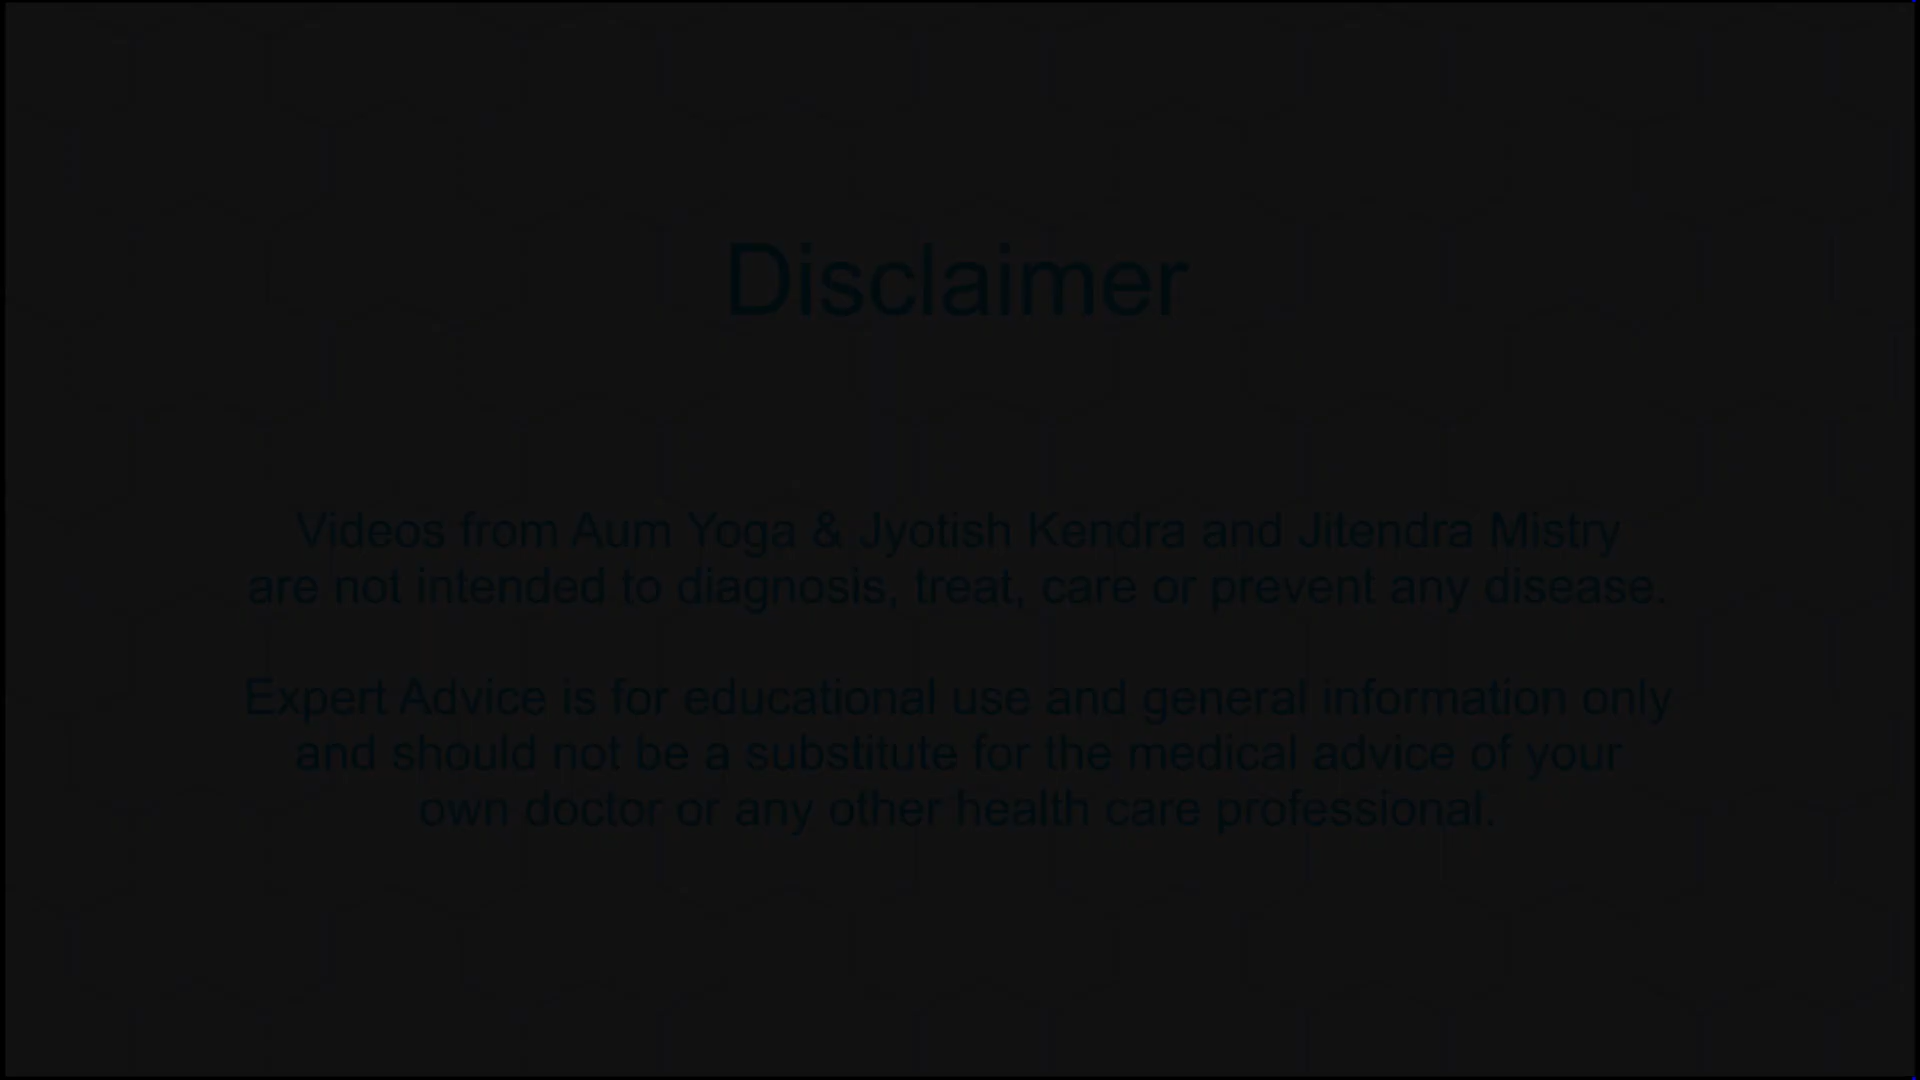 Disclaimer
Videos from Aum Yoga & Jyotish Kendra and Jitendra Mistry
are not intended to diagnosis, treat, care or prevent any disease.
Expert Advice is for educational use and general information only
and should not be a substitute for the medical advice of your
own doctor or any other health care professional.